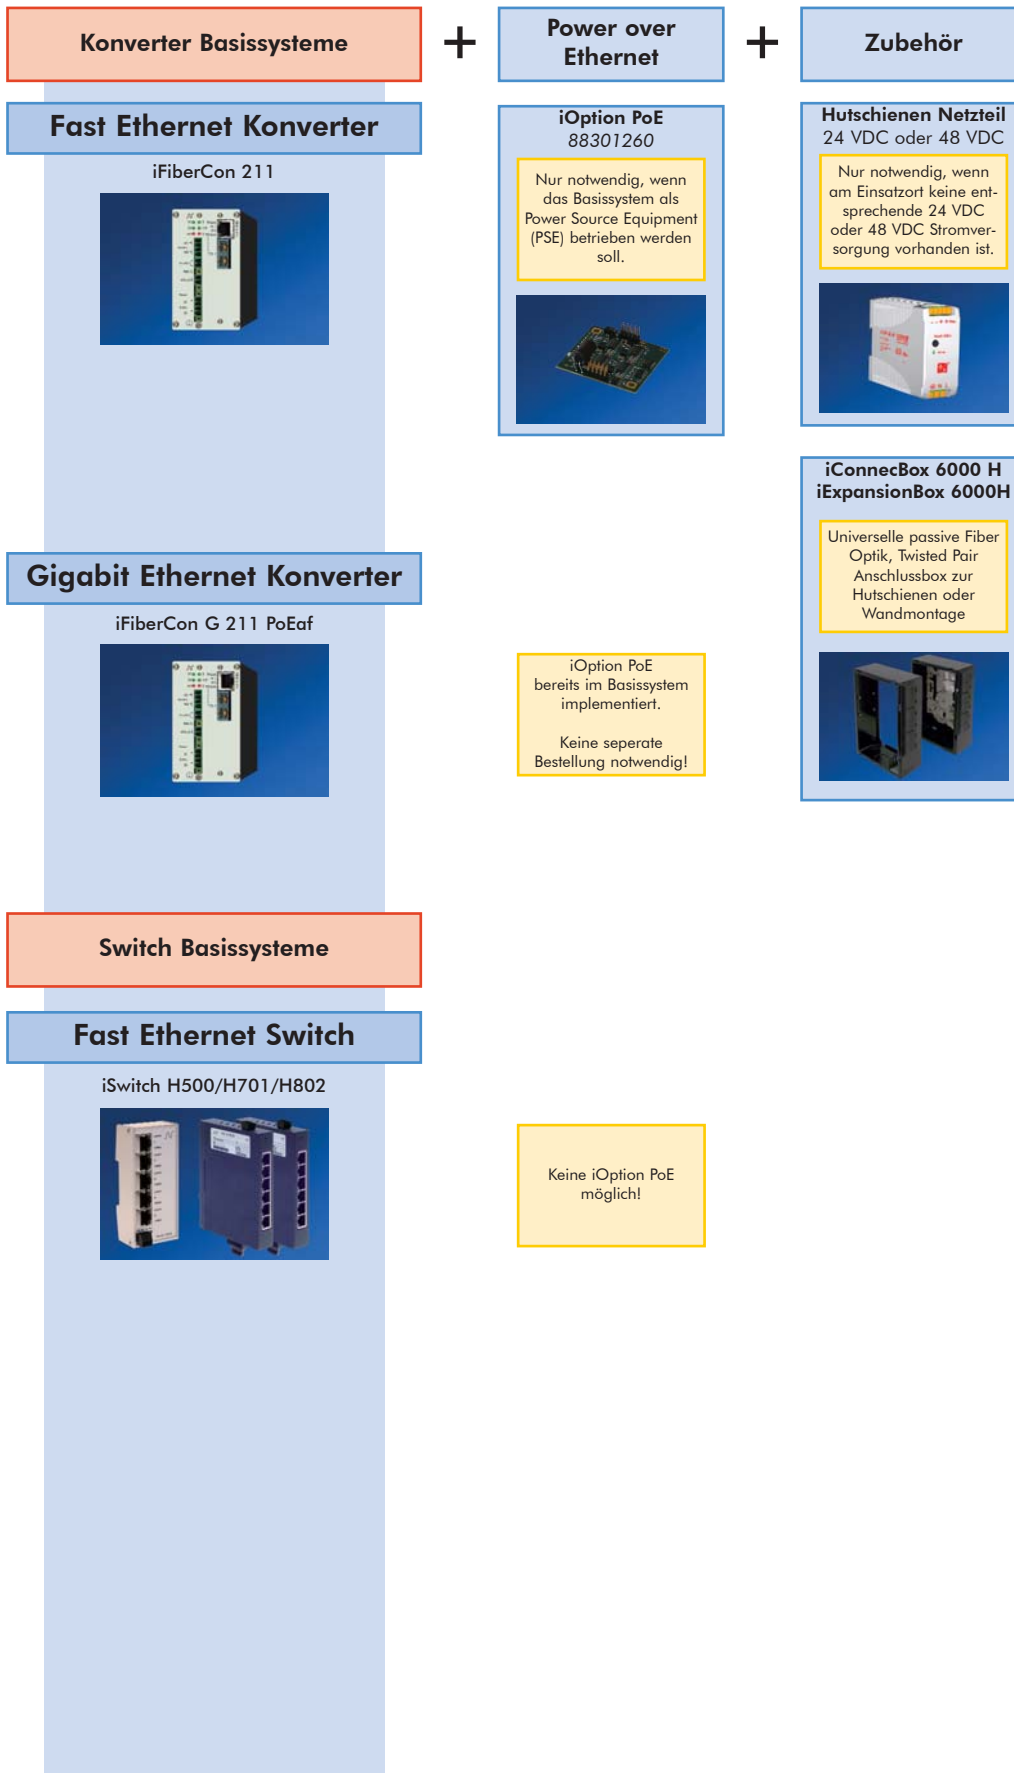 Konverter Basissysteme
+
Power over
Ethernet
+
Zubehör
Fast Ethernet Konverter
iFiberCon 211
iOption PoE
88301260
Nur notwendig, wenn
das Basissystem als
Power Source Equipment
(PSE) betrieben werden
soll.
Hutschienen Netzteil
24 VDC oder 48 VDC
Nur notwendig, wenn
am Einsatzort keine ent-
sprechende 24 VDC
oder 48 VDC Stromver-
sorgung vorhanden ist.
iConnecBox 6000 H
iExpansionBox 6000H
Universelle passive Fiber
Optik, Twisted Pair
Anschlussbox zur
Hutschienen oder
Wandmontage
Gigabit Ethernet Konverter
iFiberCon G 211 PoEaf
iOption PoE
bereits im Basissystem
implementiert.
Keine seperate
Bestellung notwendig!
Switch Basissysteme
Fast Ethernet Switch
iSwitch H500/H701/H802
Keine iOption PoE
möglich!